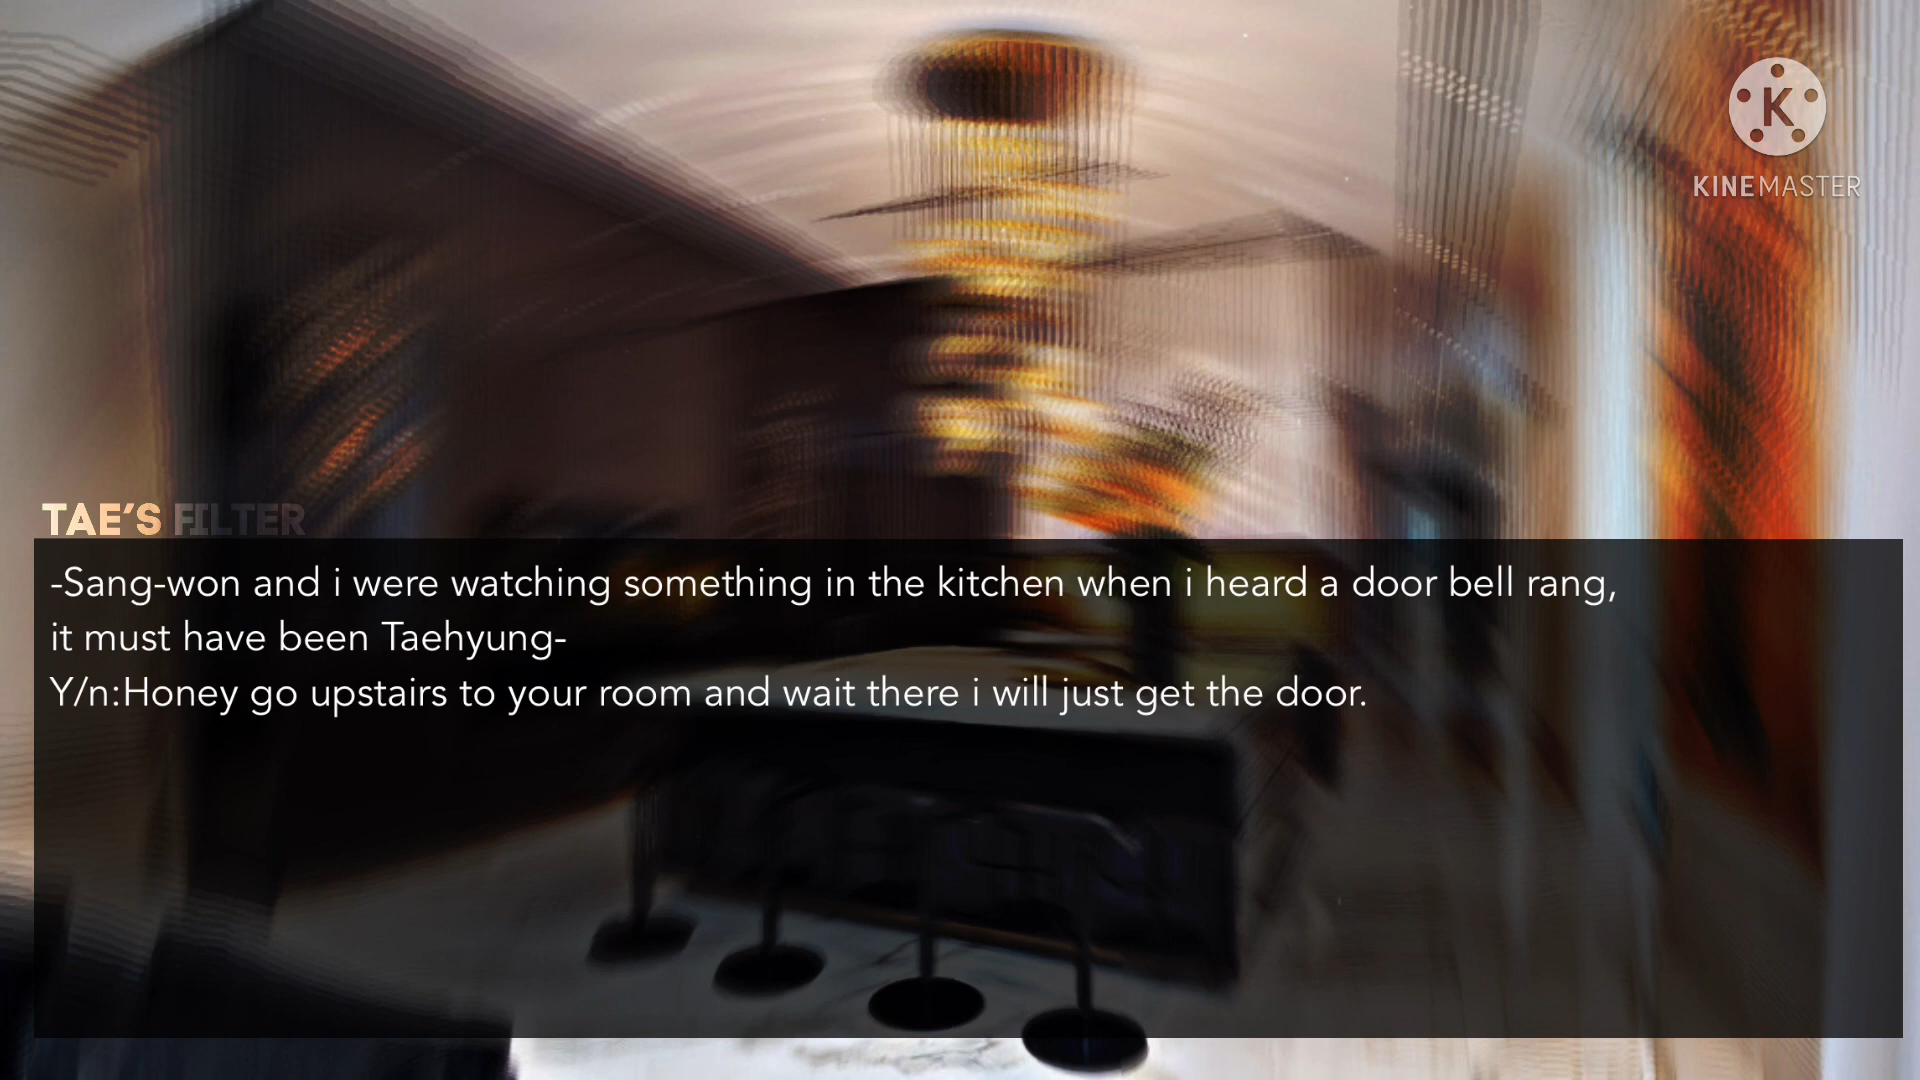 K
KINEMASTER
TAE'S FILTER
-Sang-won and i were watching something in the kitchen when i heard a door bell rang,
it must have been Taehyung-
Y/n:Honey go upstairs to your room and wait there i will just get the door.